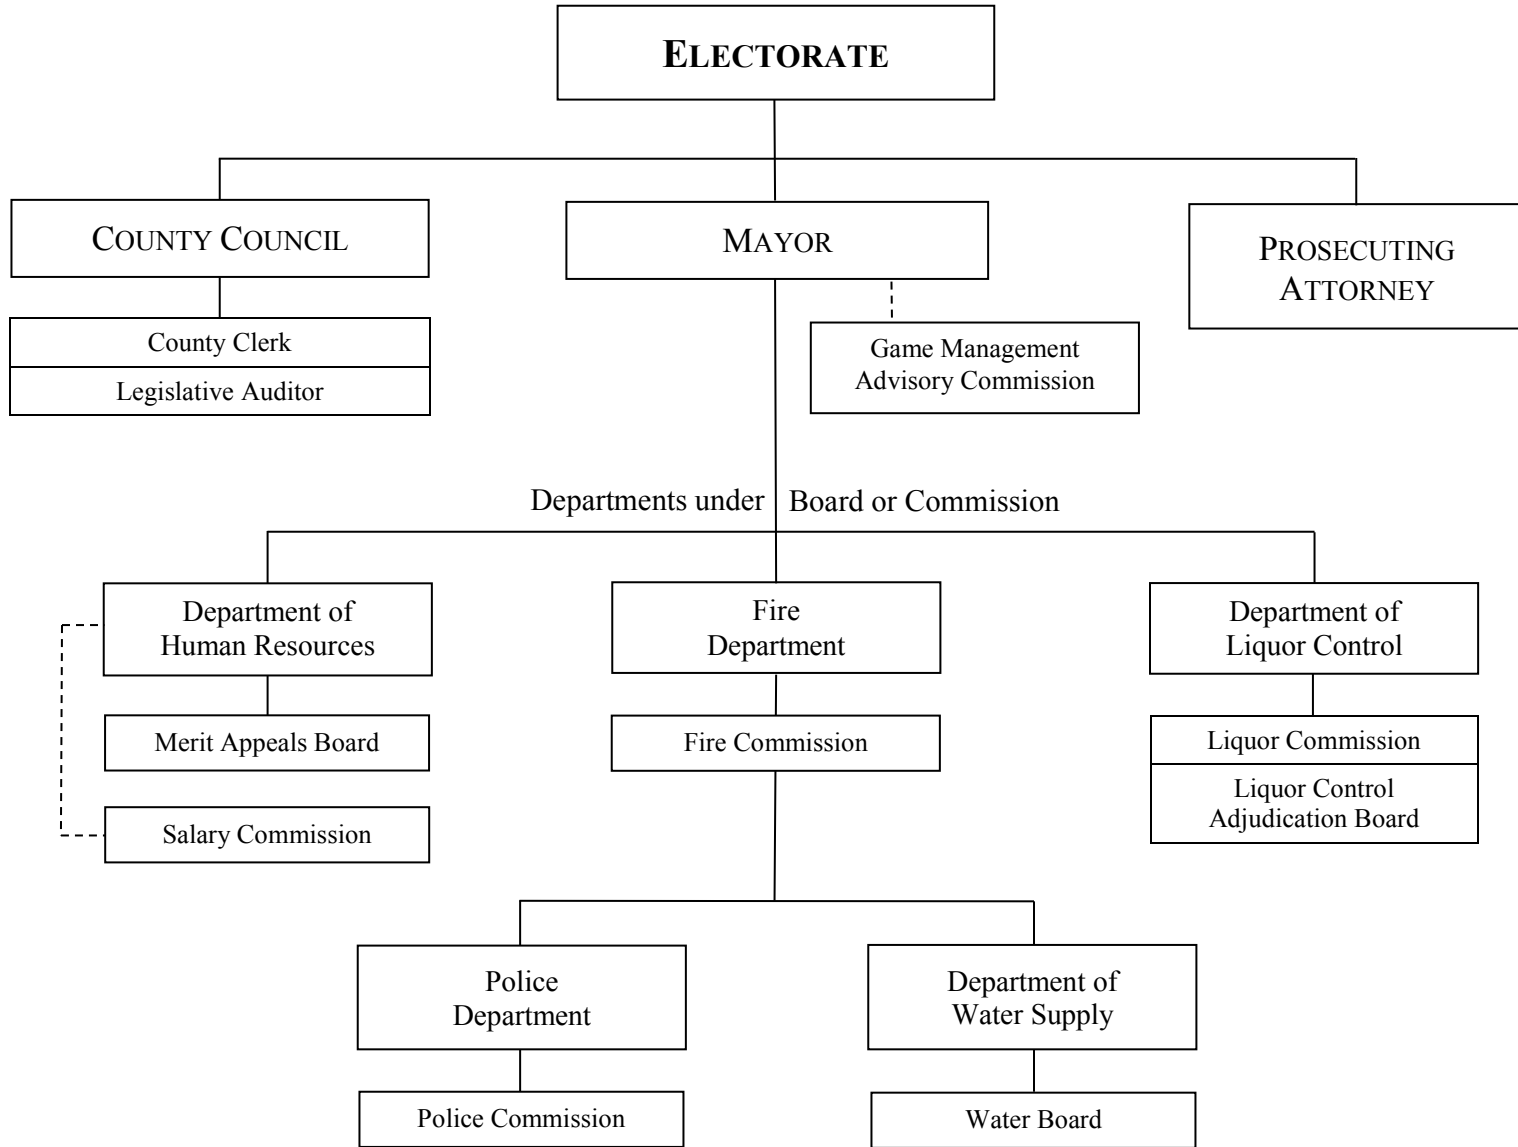 ELECTORATE
COUNTY COUNCIL
MAYOR
PROSECUTING
ATTORNEY
County Clerk
Legislative Auditor
Game Management
Advisory Commission
Departments under Board or Commission
Department of
Human Resources
Fire
Department
Department of
Liquor Control
Merit Appeals Board
Fire Commission
Liquor Commission
Liquor Control
Adjudication Board
Salary Commission
Police
Department
Department of
Water Supply
Police Commission
Water Board